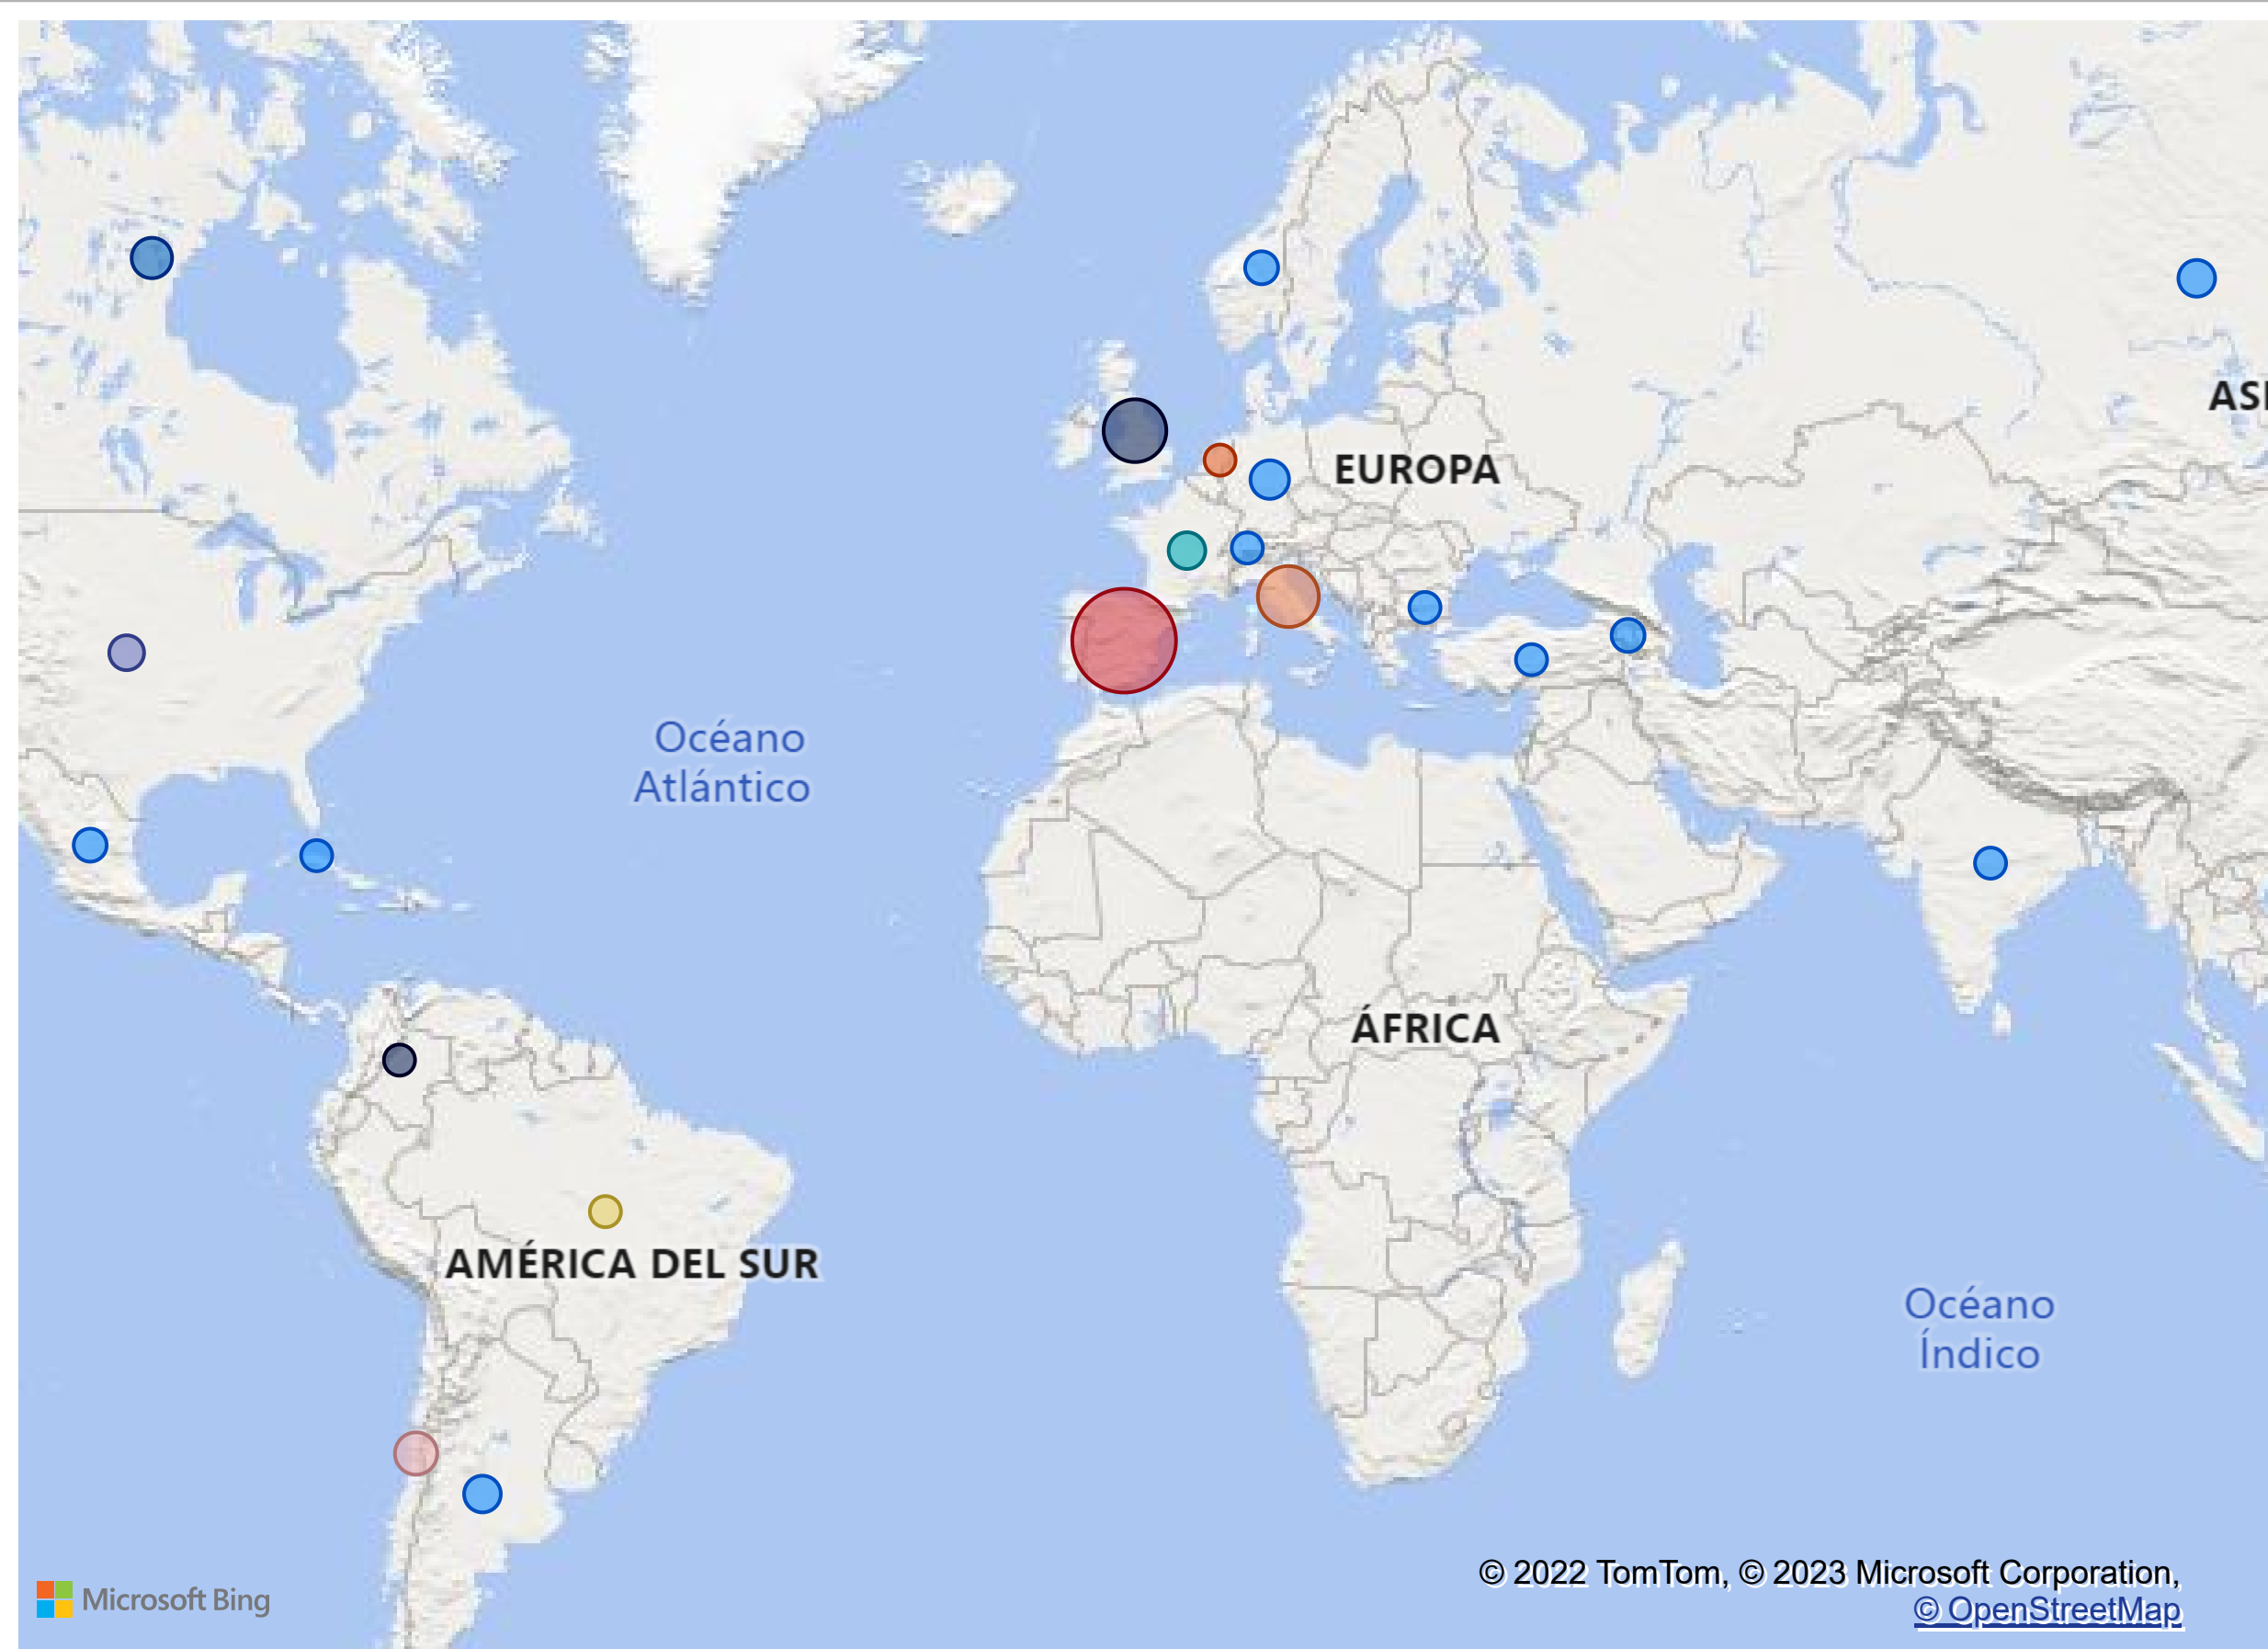 ASI
EUROPA
Océano
Atlántico
ÁFRICA
AMÉRICA DEL SUR
Océano
Índico
© 2022 TomTom, © 2023 Microsoft Corporation,
Microsoft Bing
© OpenStreetMap